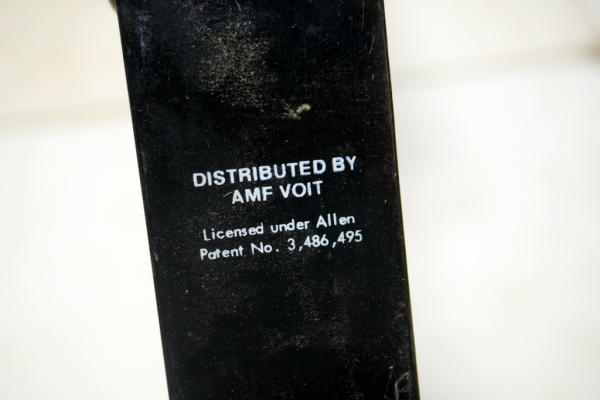 DISTRIBUTED BY
AMF VOIT
Licensed under Allen
Patent No. 3,486,495